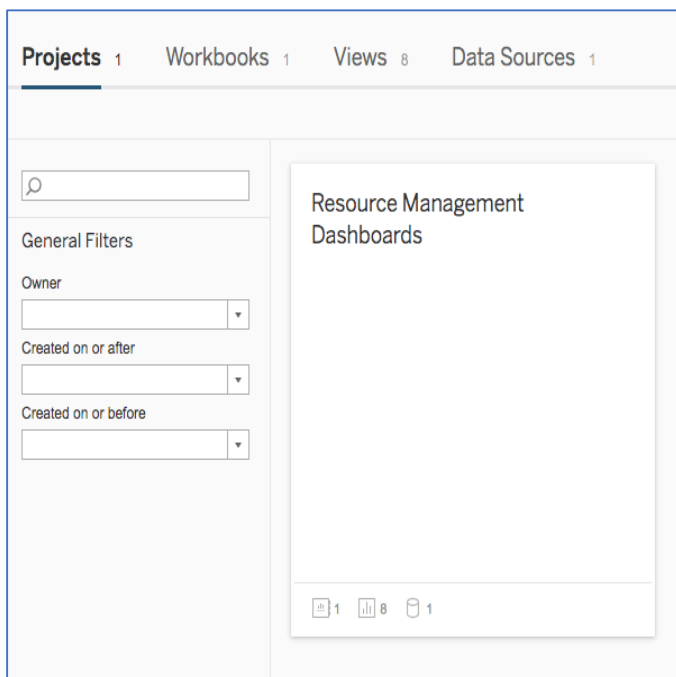 Projects 1 Workbooks 1 Views 8 Data Sources 1
General Filters
Owner
Created on or after
Created on or before
Resource Management
Dashboards
1 8 1